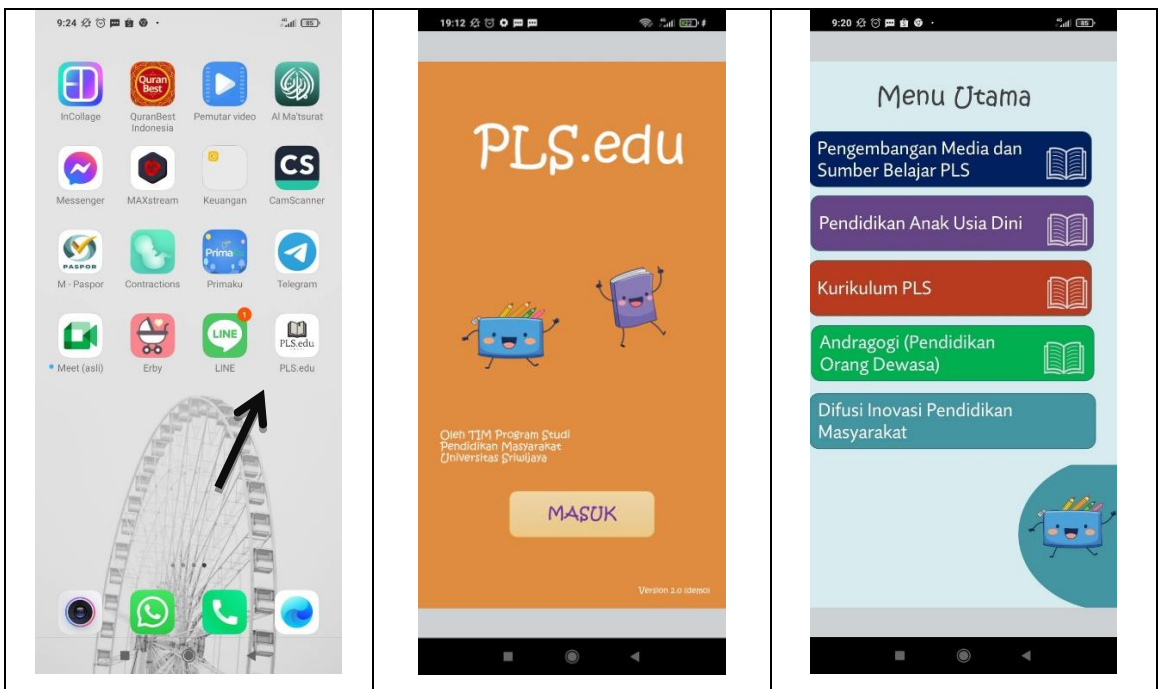 9:24
85
Quran
Best
InCollage
QuranBest
Indonesia
Pemutar video
Al Ma'tsurat
CS
Messenger
MAXstream
Keuangan
CamScanner
PASPOR
Prima
M - Paspor
Contractions
Primaku
Telegram
LINE
1
PLS.edu
Meet (asli)
Erby
LINE
PLS.edu
19:12
PLS.edu
Oleh TIM Program Studi
Pendidikan Masyarakat
Universitas Sriwijaya
MASUK
Version 2.0 (demo)
9:20
85
Menu Utama
Pengembangan Media dan
Sumber Belajar PLS
Pendidikan Anak Usia Dini
Kurikulum PLS
Andragogi (Pendidikan
Orang Dewasa)
Difusi Inovasi Pendidikan
Masyarakat